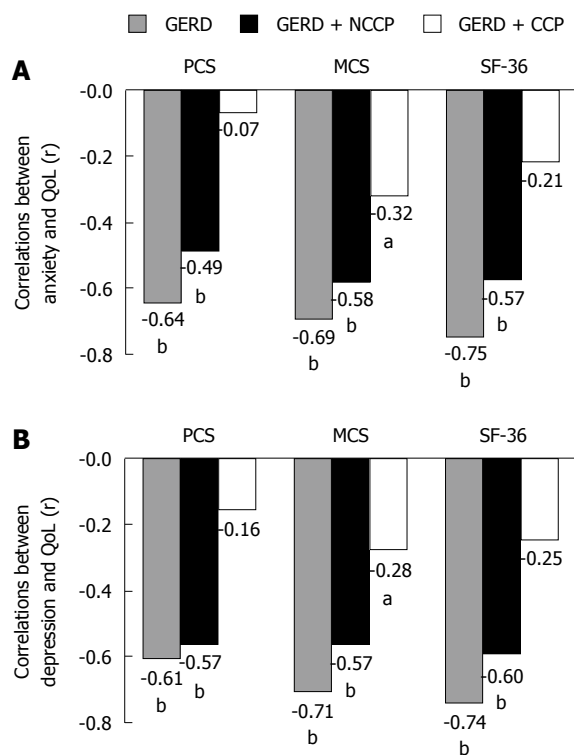 GERD GERD + NCCP GERD + CCP
A
PCS MCS SF-36
Correlations between
anxiety and QoL (r)
-0.0
-0.2
-0.4
-0.6
-0.8
-0.64
b
-0.49
b
-0.07
-0.69
b
-0.58
b
-0.32
a
-0.75
b
-0.57
b
-0.21
B
PCS MCS SF-36
Correlations between
depression and QoL (r)
-0.0
-0.2
-0.4
-0.6
-0.8
-0.61
b
-0.57
b
-0.16
-0.71
b
-0.57
b
-0.28
a
-0.74
b
-0.60
b
-0.25